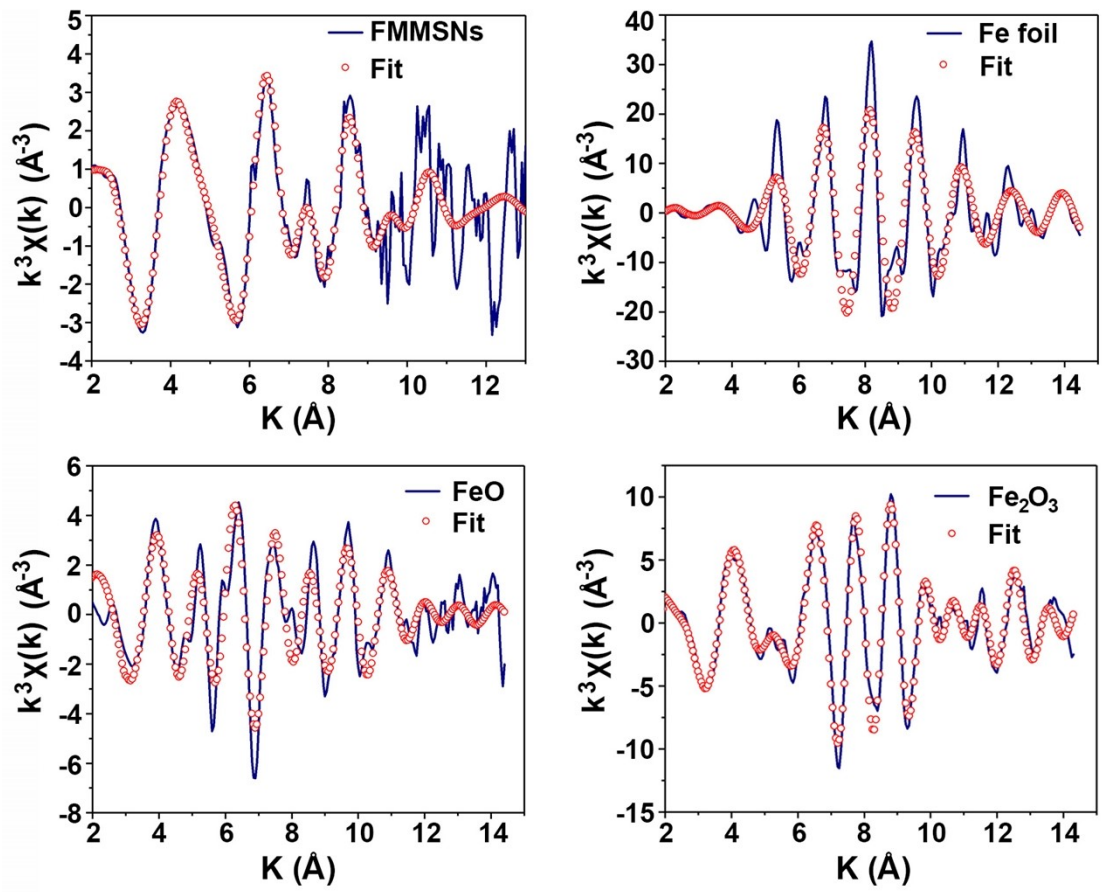 FMMSNs
Fit
k³χ(k) (Å⁻³)
5
4
3
2
1
0
-1
-2
-3
-4
2 4 6 8 10 12
K (Å)
Fe foil
Fit
k³χ(k) (Å⁻³)
40
30
20
10
0
-10
-20
-30
4 6 8 10 12 14
K (Å)
FeO
Fit
k³χ(k) (Å⁻³)
6
4
2
0
-2
-4
-6
-8
2 4 6 8 10 12 14
K (Å)
Fe₂O₃
Fit
k³χ(k) (Å⁻³)
10
5
0
-5
-10
-15
2 4 6 8 10 12 14
K (Å)